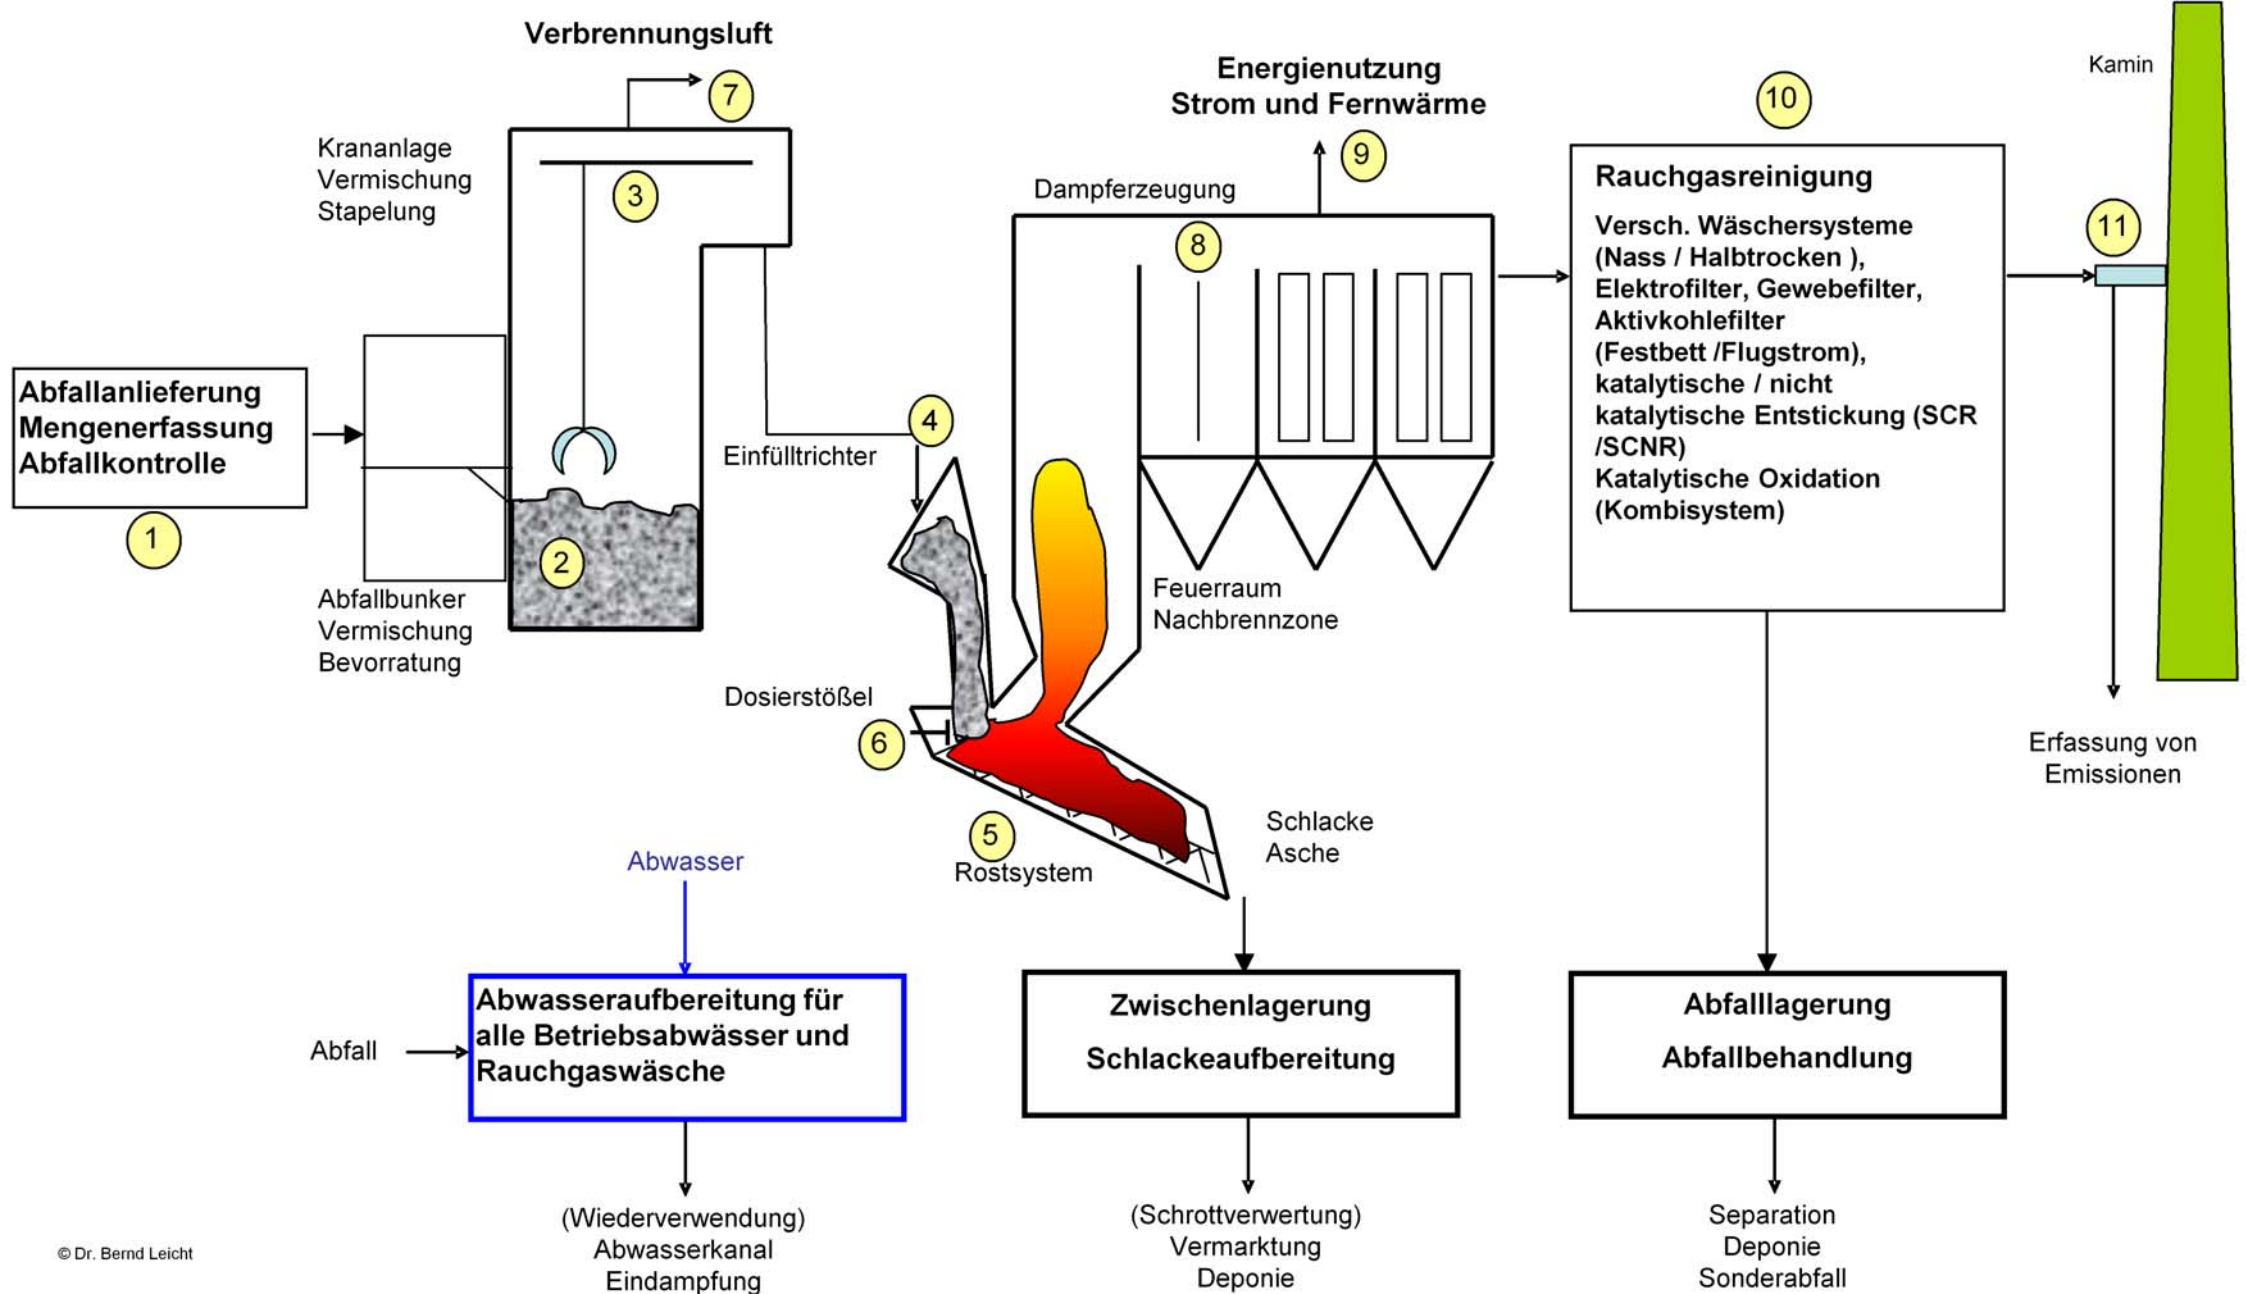 Verbrennungsluft
7
Krananlage
Vermischung
Stapelung
3
Abfallanlieferung
Mengenerfassung
Abfallkontrolle
1
2
Abfallbunker
Vermischung
Bevorratung
Einfülltrichter
4
Dosierstößel
6
5
Rostsystem
Energienutzung
Strom und Fernwärme
9
Dampferzeugung
8
Feuerraum
Nachbrennzone
Schlacke
Asche
10
Rauchgasreinigung
Versch. Wäschersysteme
(Nass / Halbtrocken ),
Elektrofilter, Gewebefilter,
Aktivkohlefilter
(Festbett /Flugstrom),
katalytische / nicht
katalytische Entstickung (SCR
/SCNR)
Katalytische Oxidation
(Kombisystem)
Kamin
11
Erfassung von
Emissionen
Abwasser
Abfall
Abwasseraufbereitung für
alle Betriebsabwässer und
Rauchgaswäsche
(Wiederverwendung)
Abwasserkanal
Eindampfung
Zwischenlagerung
Schlackeaufbereitung
(Schrottverwertung)
Vermarktung
Deponie
Abfalllagerung
Abfallbehandlung
Separation
Deponie
Sonderabfall
© Dr. Bernd Leicht